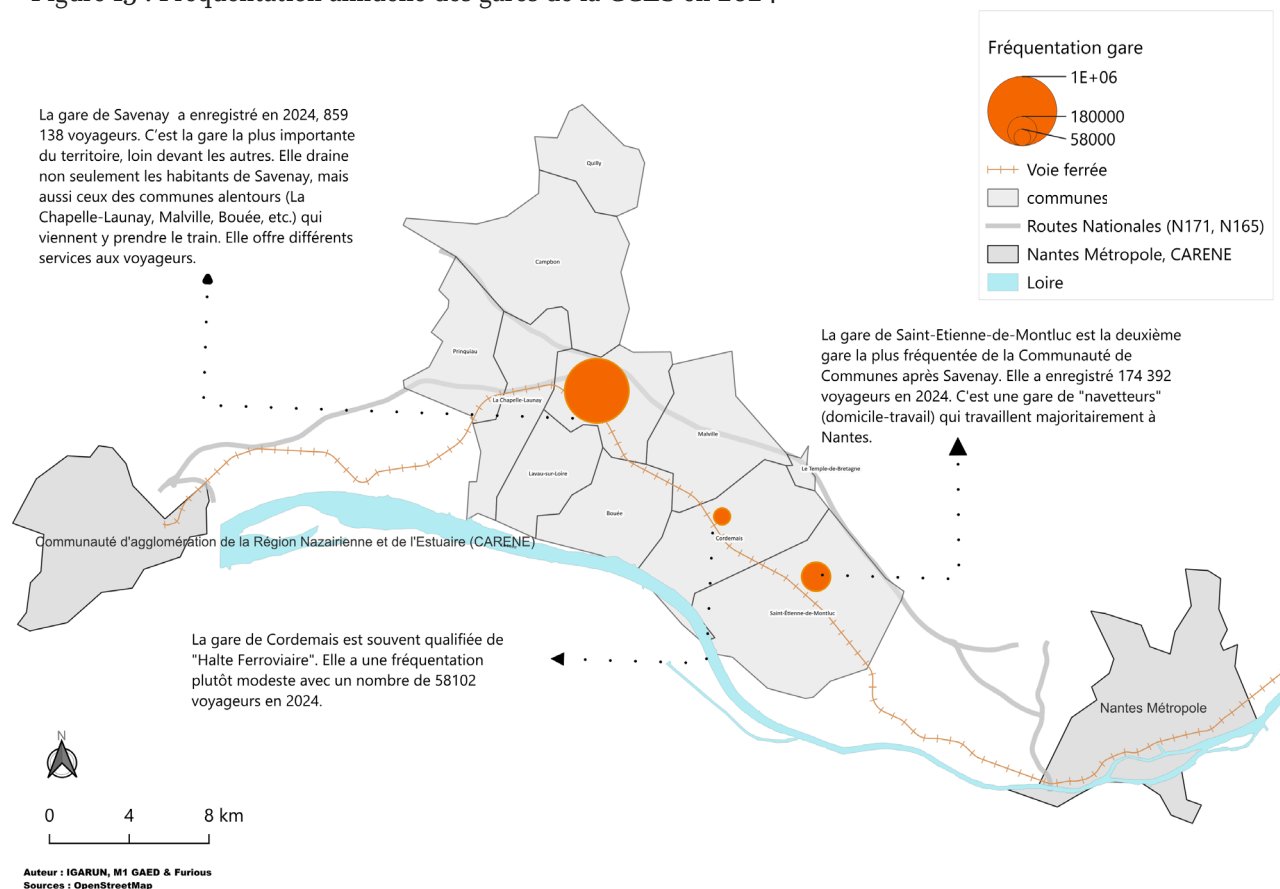 Figure 13 : Fréquentation annuelle des gares de la CCES en 2024
Fréquentation gare
1E+06
180000
58000
Voie ferrée
communes
Routes Nationales (N171, N165)
Nantes Métropole, CARENE
Loire
La gare de Savenay a enregistré en 2024, 859
138 voyageurs. C'est la gare la plus importante
du territoire, loin devant les autres. Elle draine
non seulement les habitants de Savenay, mais
aussi ceux des communes alentours (La
Chapelle-Launay, Malville, Bouée, etc.) qui
viennent y prendre le train. Elle offre différents
services aux voyageurs.
Quilly
Campbon
Prinquiau
La Chapelle-Launay
La gare de Saint-Etienne-de-Montluc est la deuxième
gare la plus fréquentée de la Communauté de
Communes après Savenay. Elle a enregistré 174 392
voyageurs en 2024. C'est une gare de "navetteurs"
(domicile-travail) qui travaillent majoritairement à
Nantes.
Malville
Le Temple-de-Bretagne
Lavau-sur-Loire
Bouée
Cordemais
Communauté d'agglomération de la Région Nazairienne et de l'Estuaire (CARENE)
Saint-Étienne-de-Montluc
La gare de Cordemais est souvent qualifiée de
"Halte Ferroviaire". Elle a une fréquentation
plutôt modeste avec un nombre de 58102
voyageurs en 2024.
Nantes Métropole
N
0 4 8 km
Auteur : IGARUN, M1 GAED & Furious
Sources : OpenStreetMap